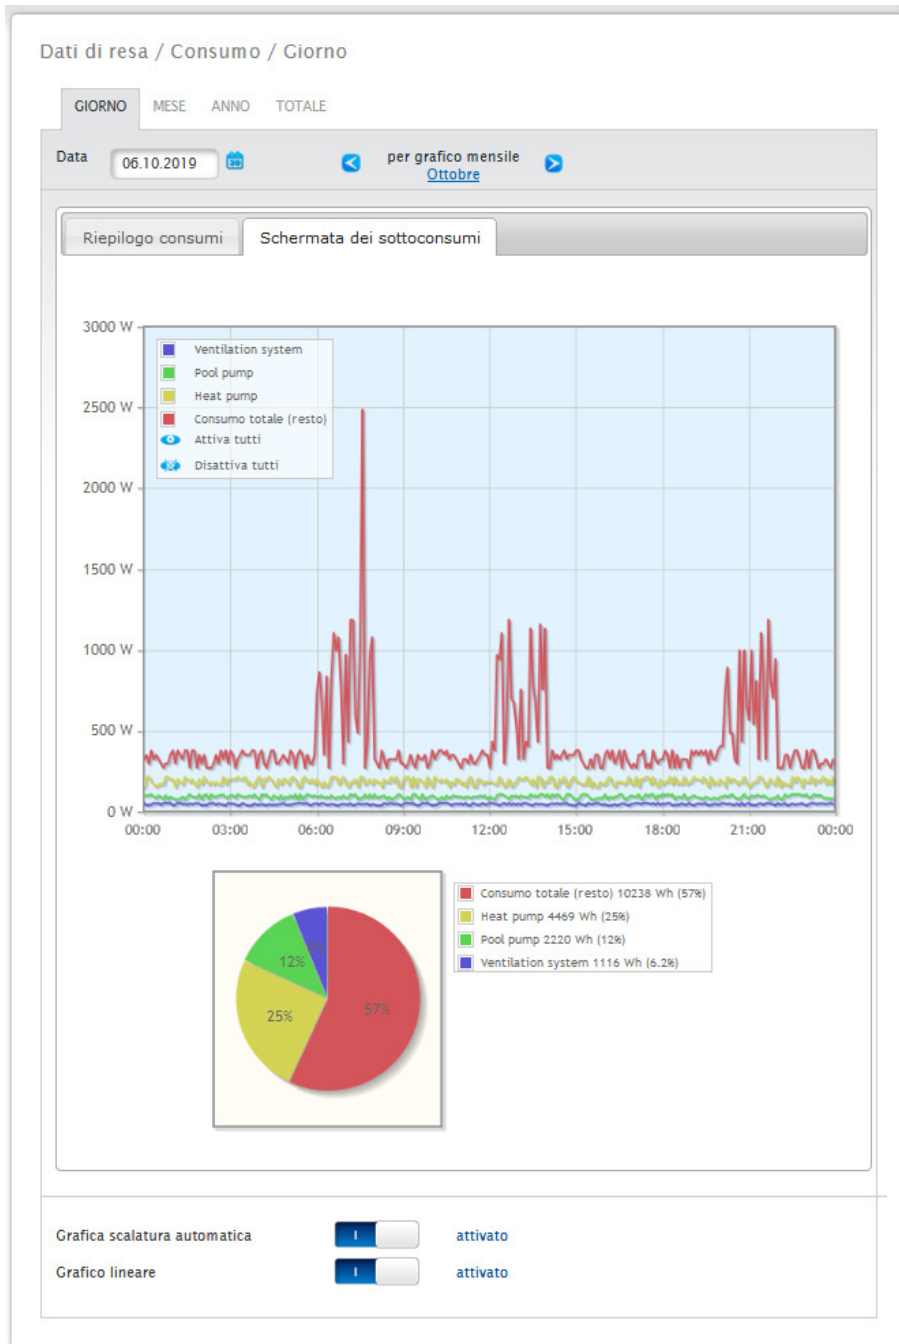 Dati di resa / Consumo / Giorno
GIORNO MESE ANNO TOTALE
Data 06.10.2019 30 per grafico mensile
Ottobre
Riepilogo consumi Schermata dei sottoconsumi
3000 W
2500 W
2000 W
1500 W
1000 W
500 W
0 W
Ventilation system
Pool pump
Heat pump
Consumo totale (resto)
Attiva tutti
Disattiva tutti
00:00 03:00 06:00 09:00 12:00 15:00 18:00 21:00 00:00
12%
25%
57%
Consumo totale (resto) 10238 Wh (57%)
Heat pump 4469 Wh (25%)
Pool pump 2220 Wh (12%)
Ventilation system 1116 Wh (6.2%)
Grafica scalatura automatica I attivato
Grafico lineare I attivato